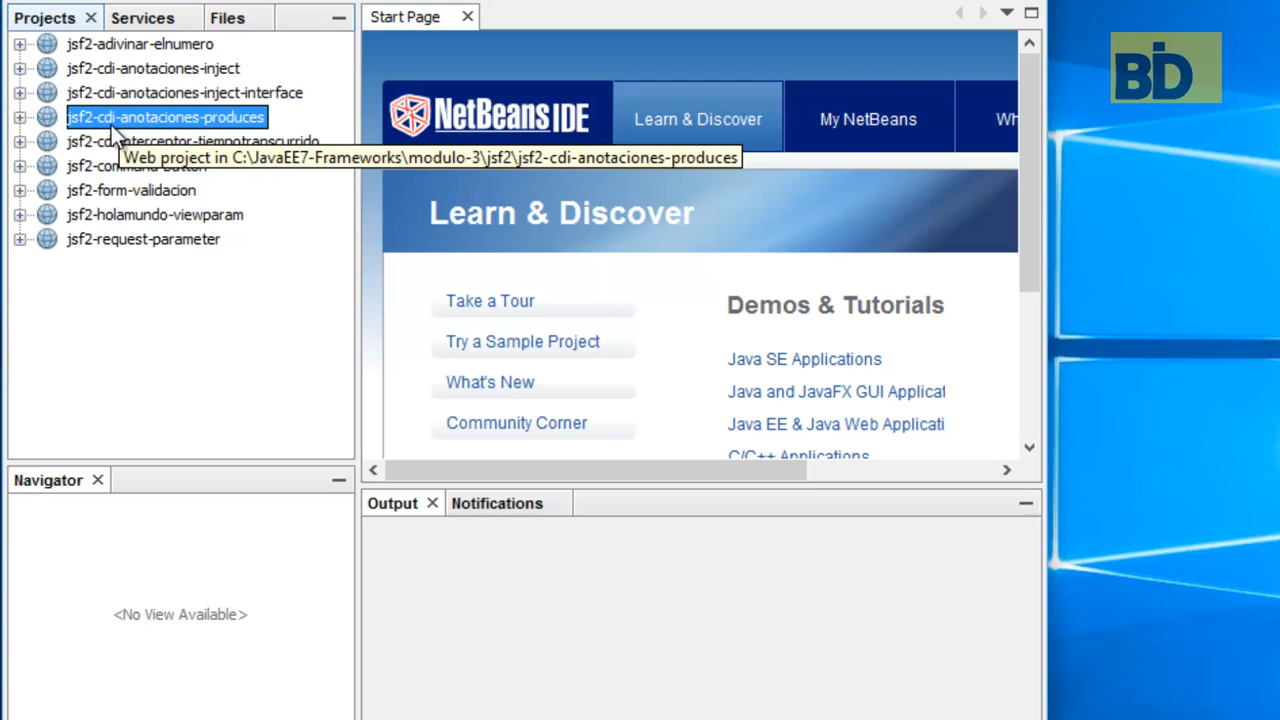 Projects
Services
Files
jsf2-adivinar-elnumero
jsf2-cdi-anotaciones-inject
jsf2-cdi-anotaciones-inject-interface
jsf2-cdi-anotaciones-produces
Web project in C:\JavaEE7-Frameworks\modulo-3\jsf2\jsf2-cdi-anotaciones-produces
jsf2-form-validacion
jsf2-holamundo-viewparam
jsf2-request-parameter
Start Page
NetBeans IDE
Learn & Discover
My NetBeans
Learn & Discover
Take a Tour
Try a Sample Project
What's New
Community Corner
Demos & Tutorials
Java SE Applications
Java and JavaFX GUI Applicat
Java EE & Java Web Applicati
C/C++ Applications
Navigator
<No View Available>
Output
Notifications
BID